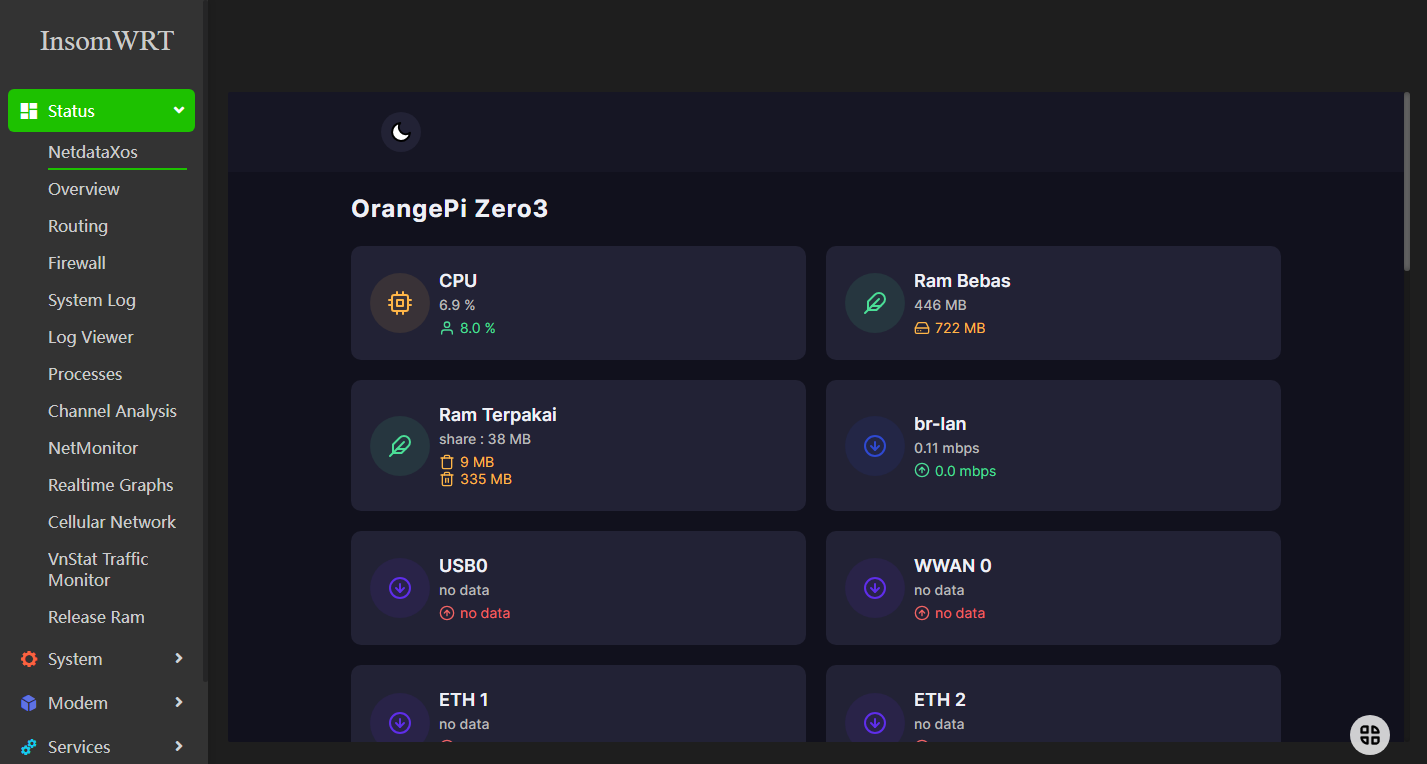 InsomWRT
Status
NetdataXos
Overview
Routing
Firewall
System Log
Log Viewer
Processes
Channel Analysis
NetMonitor
Realtime Graphs
Cellular Network
VnStat Traffic
Monitor
Release Ram
System
Modem
Services
OrangePi Zero3
CPU
6.9 %
8.0 %
Ram Bebas
446 MB
722 MB
Ram Terpakai
share : 38 MB
9 MB
335 MB
br-lan
0.11 mbps
0.0 mbps
USB0
no data
no data
WWAN 0
no data
no data
ETH 1
no data
ETH 2
no data